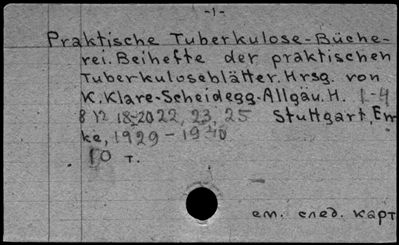 -1-
Praktische Tuberkulose-Büche-
rei. Beihefte der praktischen
Tuberkuloseblätter. Hrsg. von
K. Klare-Scheidegg-Allgäu. H. 1-4
8 12 18-20 22, 23, 25 Stuttgart, En-
ke, 1929-1940
10 т.
см. след. карт